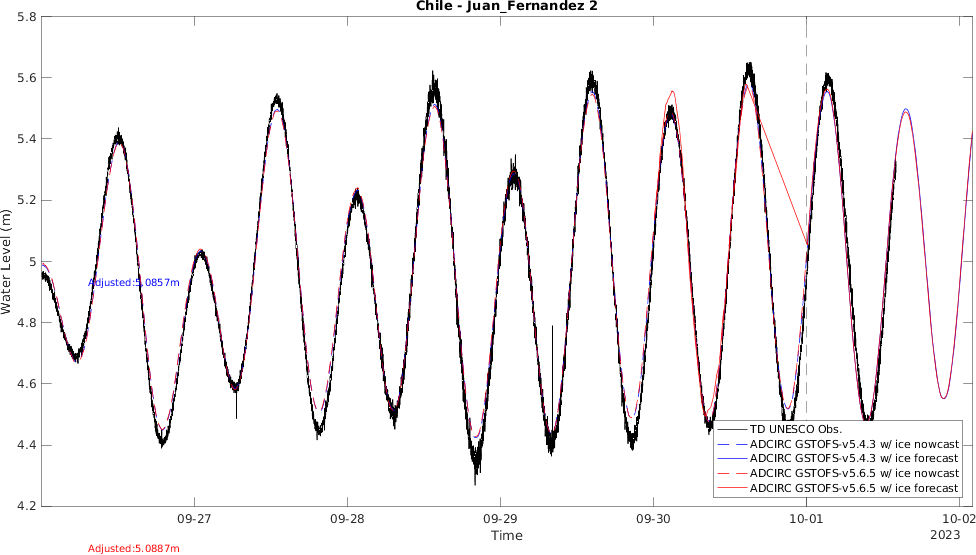 Chile - Juan_Fernandez 2
5.8
5.6
5.4
5.2
5
4.8
4.6
4.4
4.2
Water Level (m)
Adjusted:5.0857m
TD UNESCO Obs.
ADCIRC GSTOFS-v5.4.3 w/ ice nowcast
ADCIRC GSTOFS-v5.4.3 w/ ice forecast
ADCIRC GSTOFS-v5.6.5 w/ ice nowcast
ADCIRC GSTOFS-v5.6.5 w/ ice forecast
09-27 09-28 09-29 09-30 10-01 10-02
Time
2023
Adjusted:5.0887m